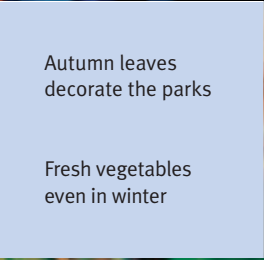 Autumn leaves
decorate the parks
Fresh vegetables
even in winter